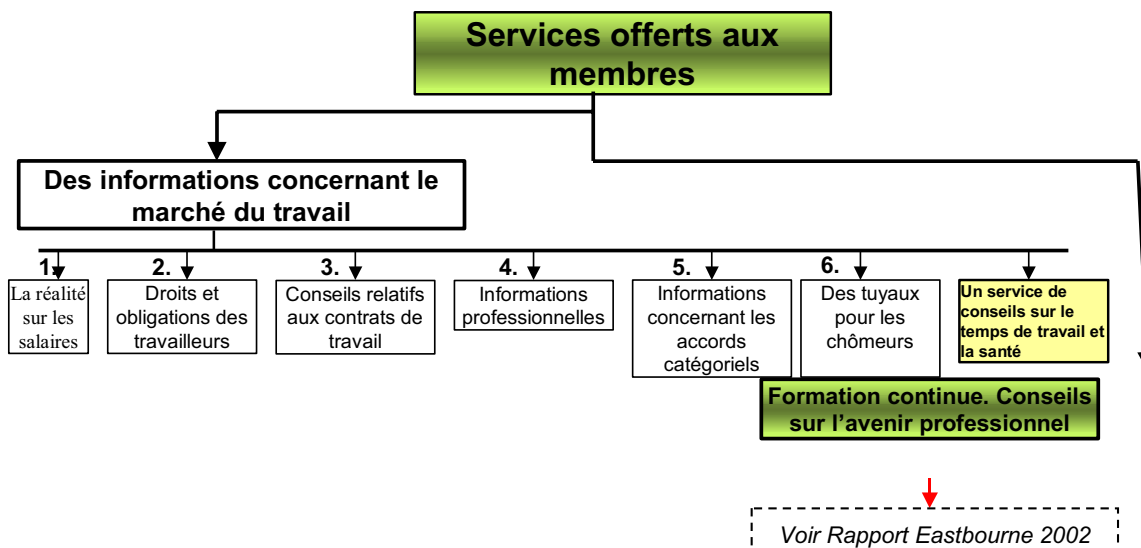 Services offerts aux
membres
Des informations concernant le
marché du travail
1.
La réalité
sur les
salaires
2.
Droits et
obligations des
travailleurs
3.
Conseils relatifs
aux contrats de
travail
4.
Informations
professionnelles
5.
Informations
concernant les
accords
catégoriels
6.
Des tuyaux
pour les
chômeurs
Un service de
conseils sur le
temps de travail et
la santé
Formation continue. Conseils
sur l’avenir professionnel
Voir Rapport Eastbourne 2002